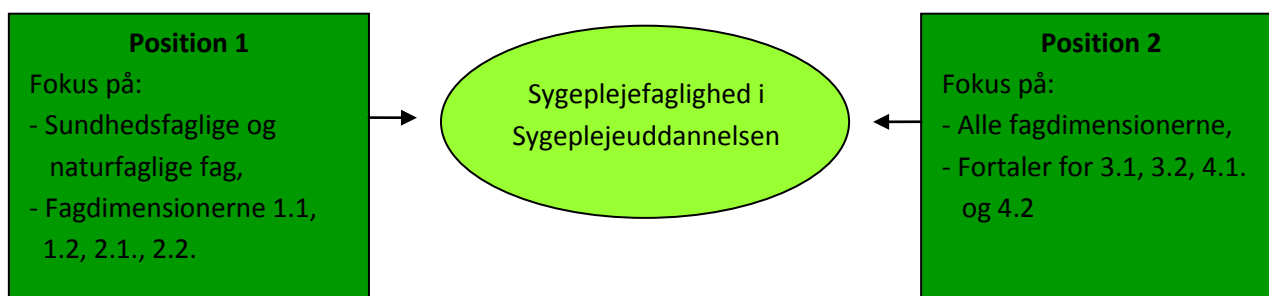 Position 1
Fokus på:
- Sundhedsfaglige og
naturfaglige fag,
- Fagdimensionerne 1.1,
1.2, 2.1., 2.2.
Sygeplejefaglighed i
Sygeplejeuddannelsen
Position 2
Fokus på:
- Alle fagdimensionerne,
- Fortaler for 3.1, 3.2, 4.1.
og 4.2